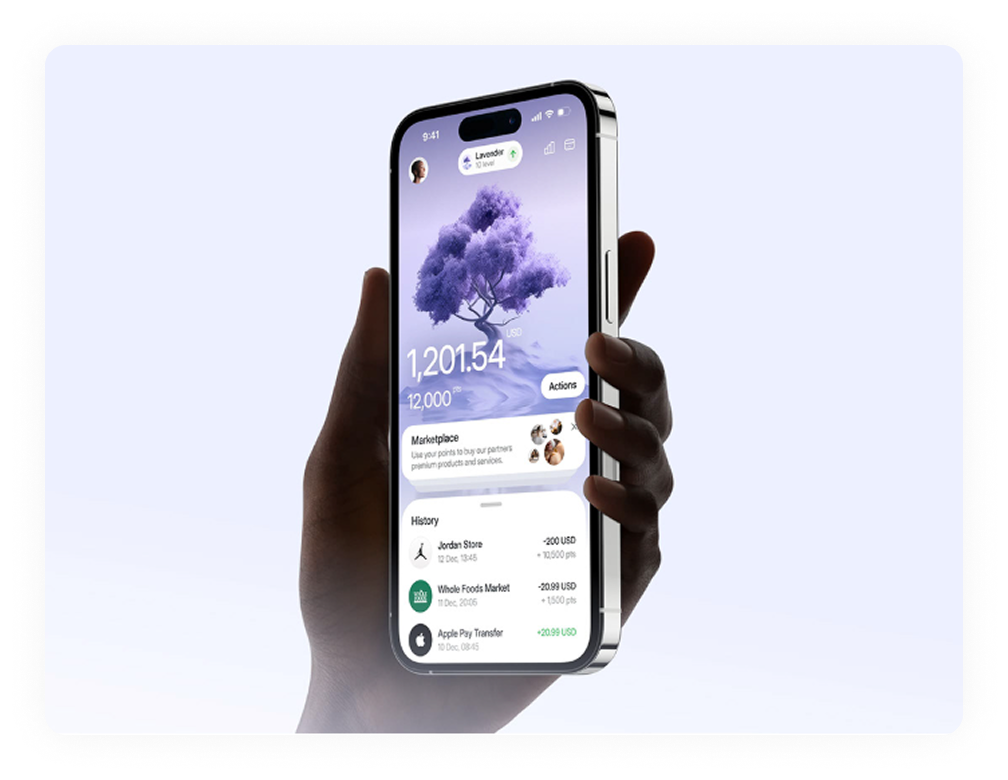 9:41
Lavender
10 level
USD
1,201.54
12,000 pts
Actions
Marketplace
Use your points to buy our partners
premium products and services.
History
Jordan Store
-200 USD
12 Dec, 13:45
+ 10,500 pts
Whole Foods Market
-20.99 USD
11 Dec, 20:05
+ 1,500 pts
Apple Pay Transfer
+20.99 USD
10 Dec, 08:45